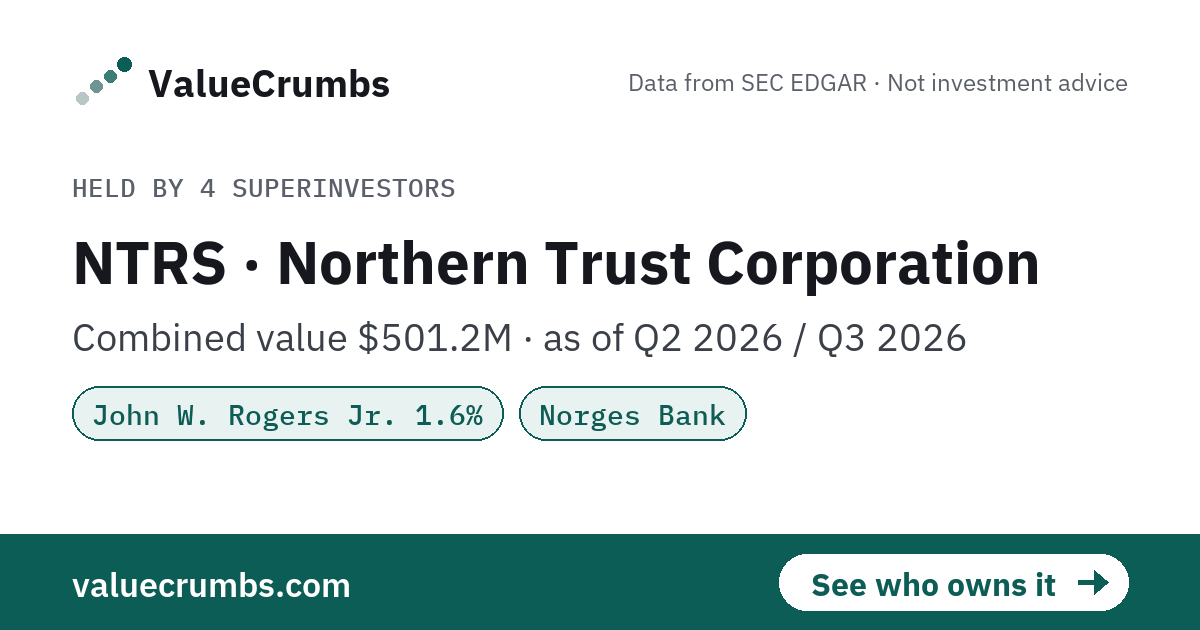 ValueCrumbs
Data from SEC EDGAR · Not investment advice
HELD BY 4 SUPERINVESTORS
NTRS · Northern Trust Corporation
Combined value $501.2M · as of Q2 2026 / Q3 2026
John W. Rogers Jr. 1.6%
Norges Bank
valuecrumbs.com
See who owns it →